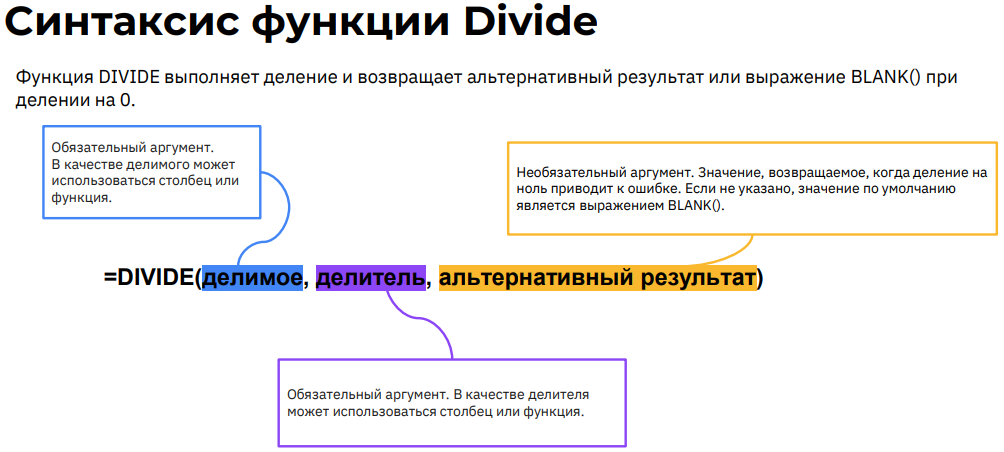 Синтаксис функции Divide
Функция DIVIDE выполняет деление и возвращает альтернативный результат или выражение BLANK() при
делении на 0.
Обязательный аргумент.
В качестве делимого может
использоваться столбец или
функция.
Необязательный аргумент. Значение, возвращаемое, когда деление на
ноль приводит к ошибке. Если не указано, значение по умолчанию
является выражением BLANK().
=DIVIDE(делимое, делитель, альтернативный результат)
Обязательный аргумент. В качестве делителя
может использоваться столбец или функция.